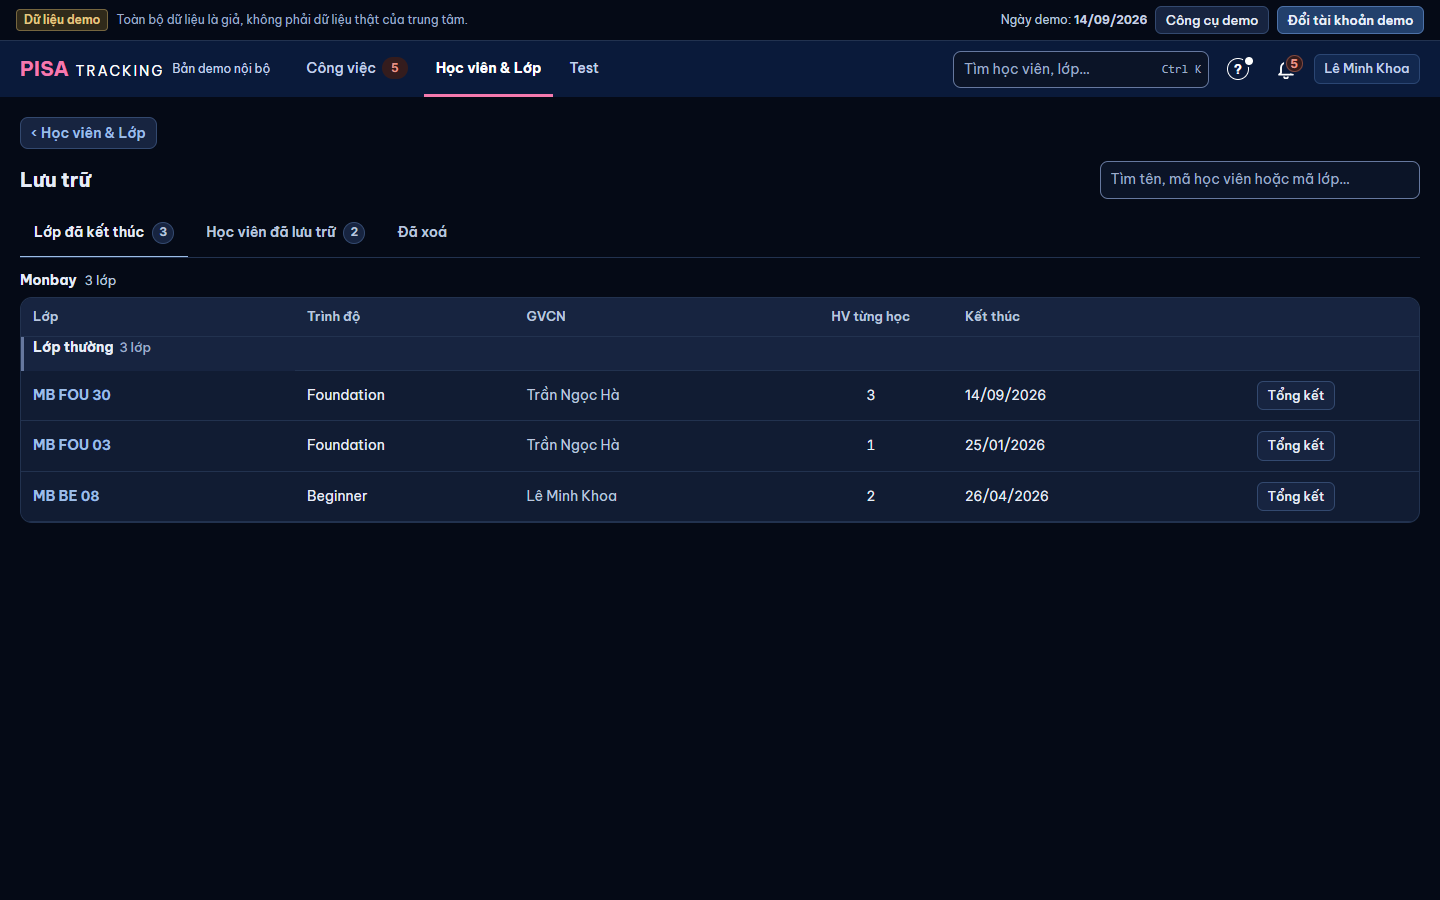 Dữ liệu demo Toàn bộ dữ liệu là giả, không phải dữ liệu thật của trung tâm. Ngày demo: 14/09/2026 Công cụ demo Đổi tài khoản demo
PISA TRACKING Bản demo nội bộ Công việc 5 Học viên & Lớp Test Tìm học viên, lớp... Ctrl K ? 5 Lê Minh Khoa
‹ Học viên & Lớp
Lưu trữ Tìm tên, mã học viên hoặc mã lớp...
Lớp đã kết thúc 3 Học viên đã lưu trữ 2 Đã xoá
Monbay 3 lớp
Lớp Trình độ GVCN HV từng học Kết thúc
Lớp thường 3 lớp
MB FOU 30 Foundation Trần Ngọc Hà 3 14/09/2026 Tổng kết
MB FOU 03 Foundation Trần Ngọc Hà 1 25/01/2026 Tổng kết
MB BE 08 Beginner Lê Minh Khoa 2 26/04/2026 Tổng kết